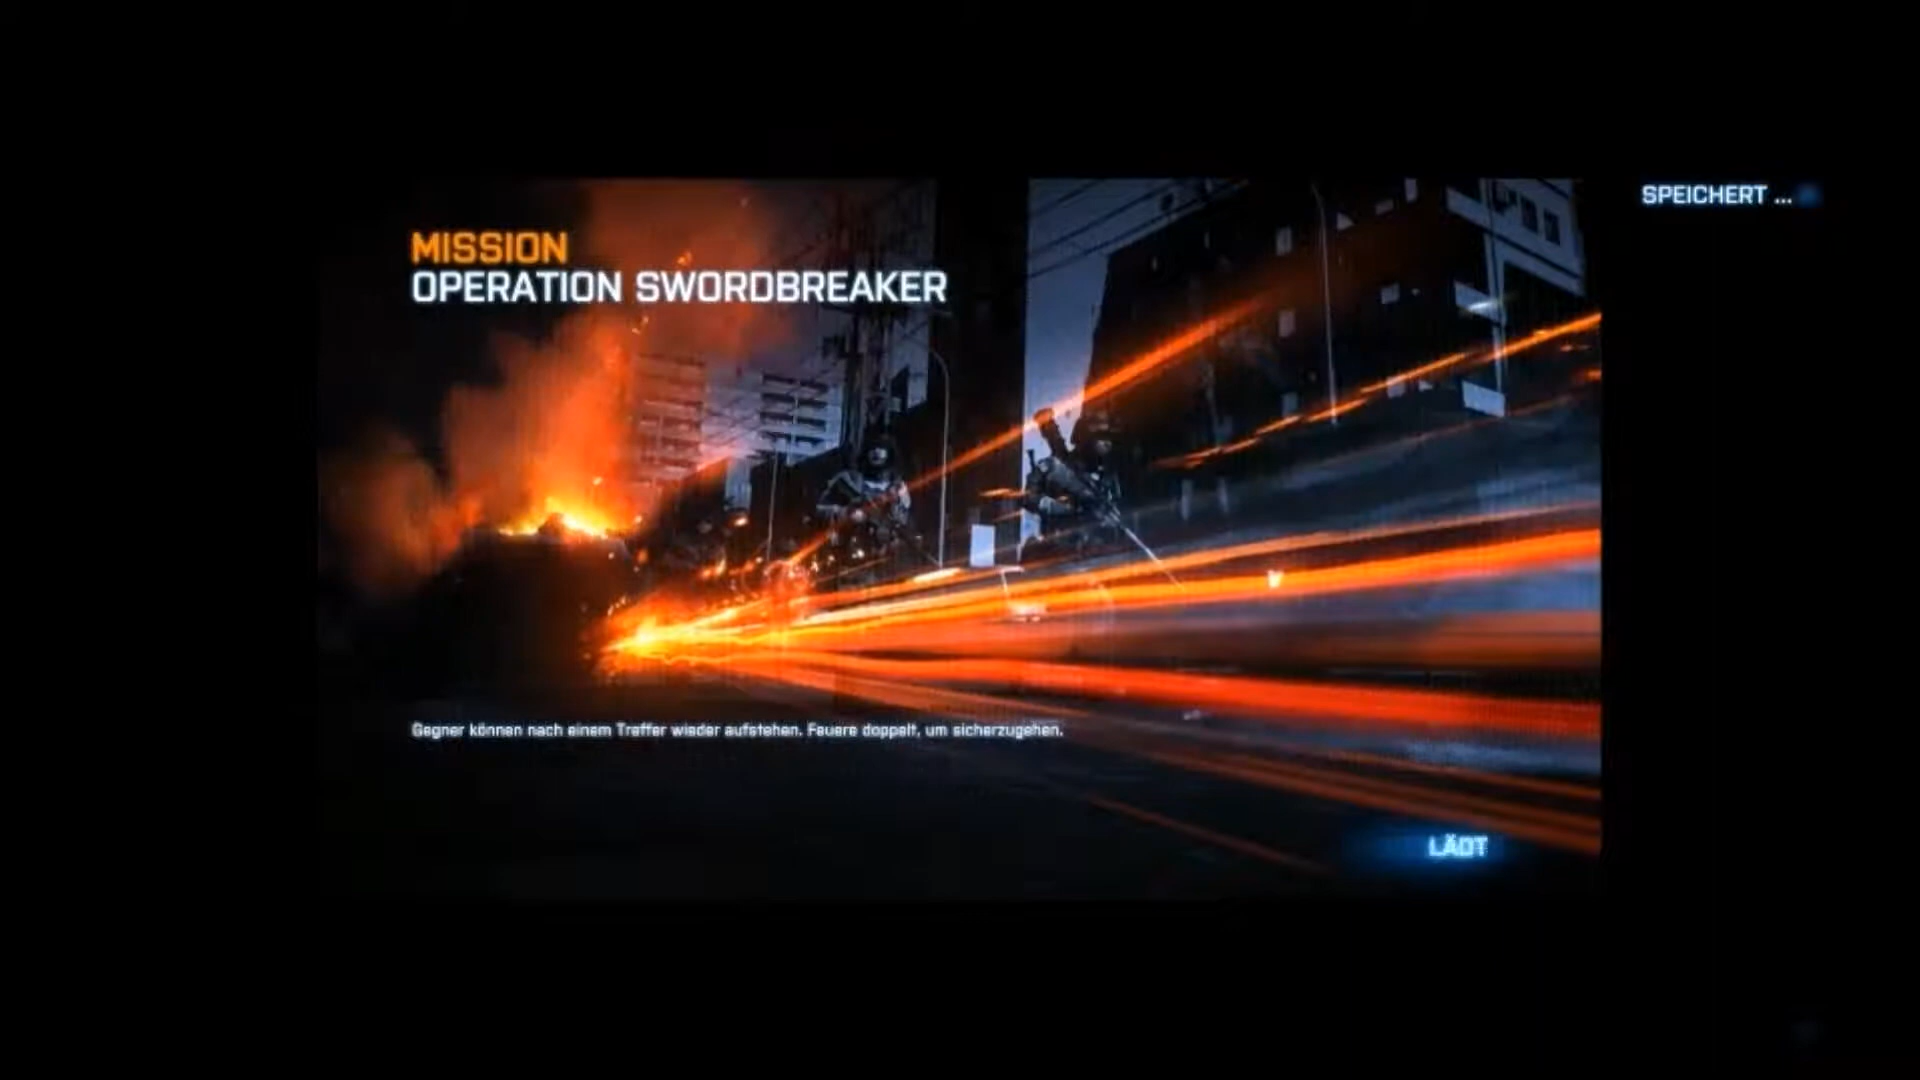 SPEICHERT ...
MISSION
OPERATION SWORDBREAKER
Gegner können nach einem Treffer wieder aufstehen. Feuere doppelt, um sicherzugehen.
LÄDT